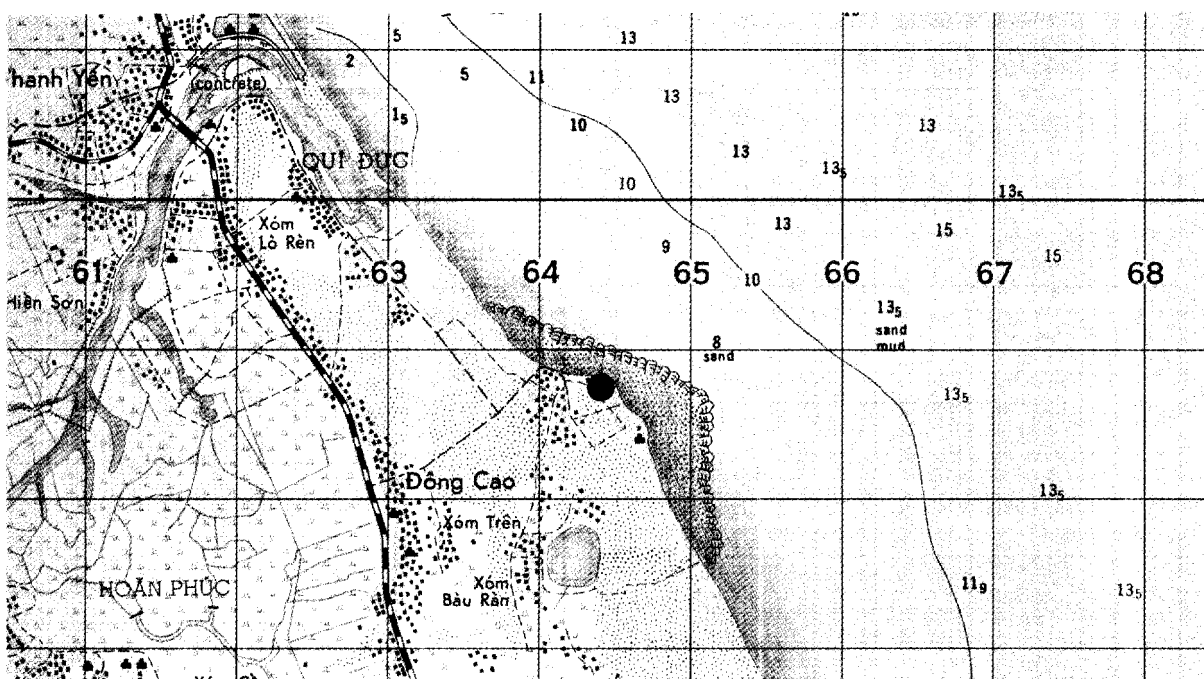 5
13
2
5
11
hanh Yên
(concrete)
13
1₅
10
13
13
QUÍ ĐỨC
13₅
10
13₅
Xóm
Lò Rèn
13
15
9
15
61
63
64
65
66
67
68
10
Hiền Sơn
13₅
sand
mud
8
sand
13₅
Đông Cao
13₅
Xóm Trên
HOÃN PHÚC
Xóm
Bàu Ràn
11₉
13₅